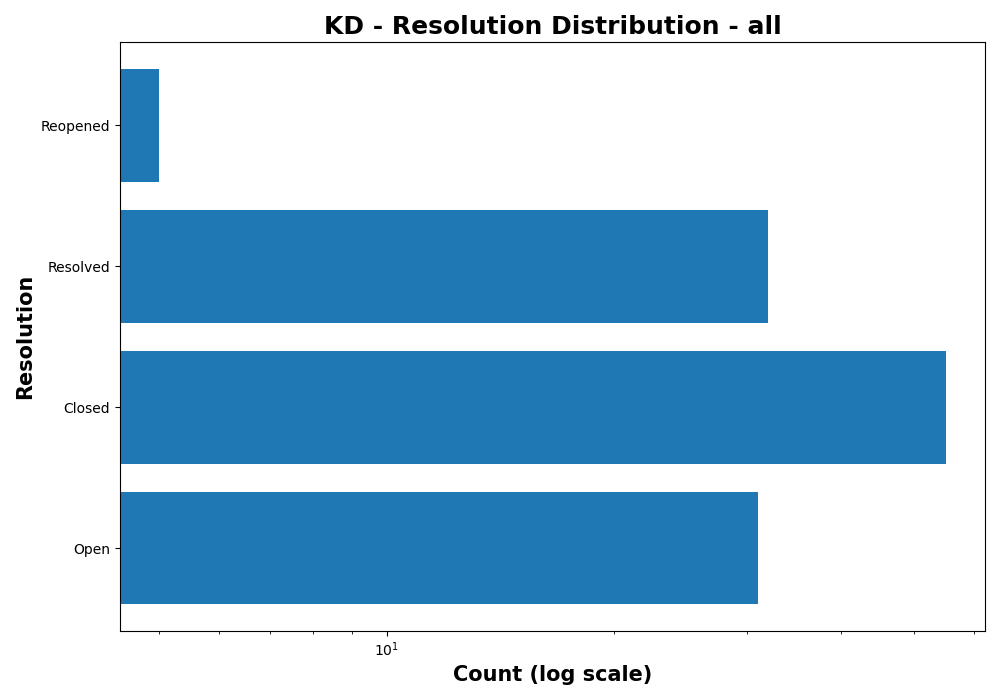 KD - Resolution Distribution - all
Reopened
Resolved
Closed
Open
Resolution
10¹
Count (log scale)